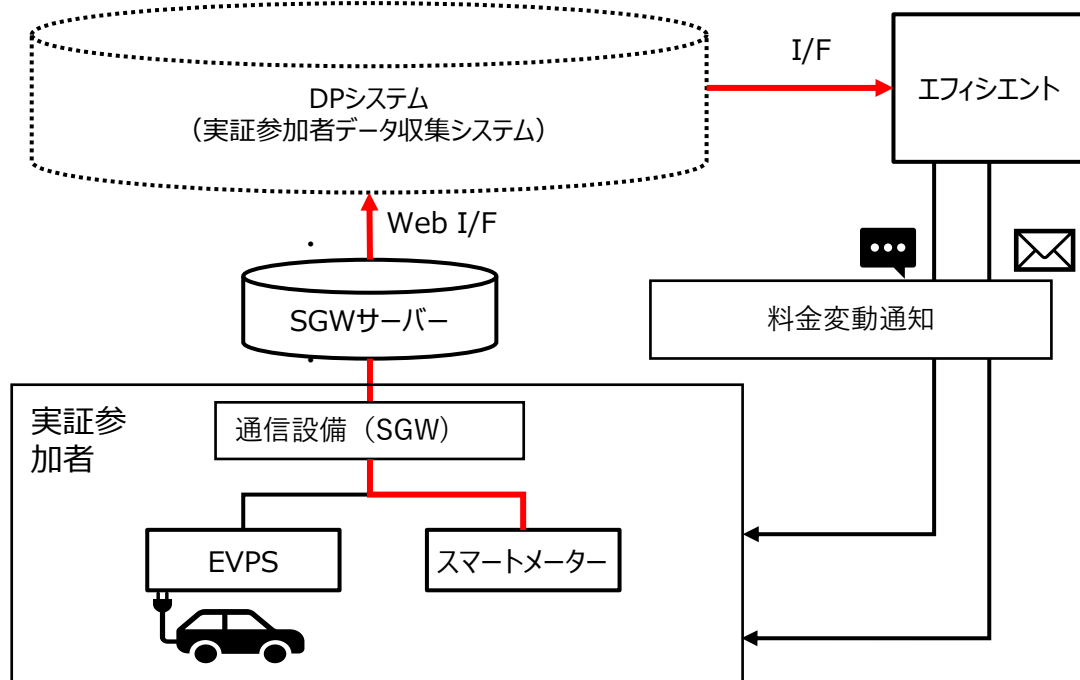 DPシステム
（実証参加者データ収集システム）
I/F
エフィシエント
Web I/F
SGWサーバー
料金変動通知
実証参
加者
通信設備（SGW）
EVPS
スマートメーター